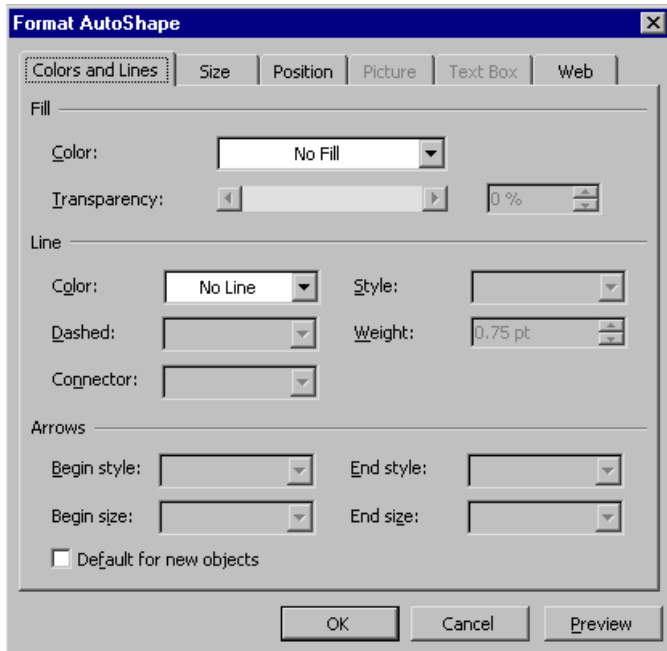 Format AutoShape
Colors and Lines Size Position Picture Text Box Web
Fill
Color: No Fill
Transparency: 0 %
Line
Color: No Line Style:
Dashed: Weight: 0.75 pt
Connector:
Arrows
Begin style: End style:
Begin size: End size:
Default for new objects
OK Cancel Preview